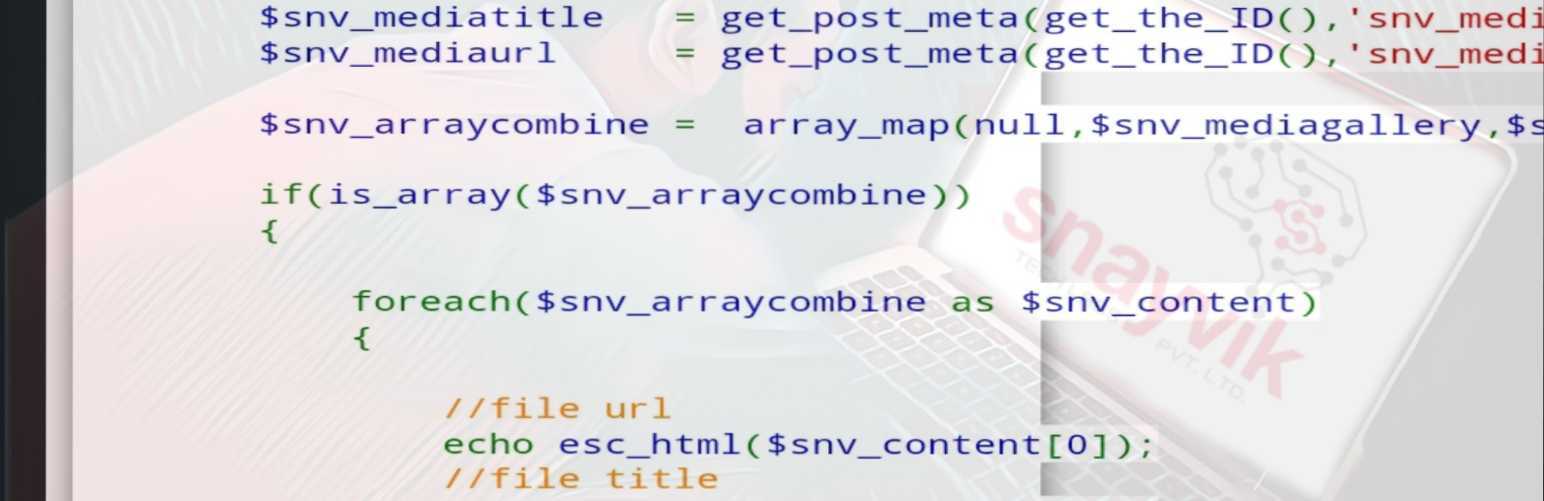 $snv_mediatitle = get_post_meta(get_the_ID(),'snv_medi
$snv_mediaurl = get_post_meta(get_the_ID(),'snv_medi
$snv_arraycombine = array_map(null,$snv_mediagallery,$s
if(is_array($snv_arraycombine))
{
foreach($snv_arraycombine as $snv_content)
{
//file url
echo esc_html($snv_content[0]);
//file title
snayvik
PVT. LTD.